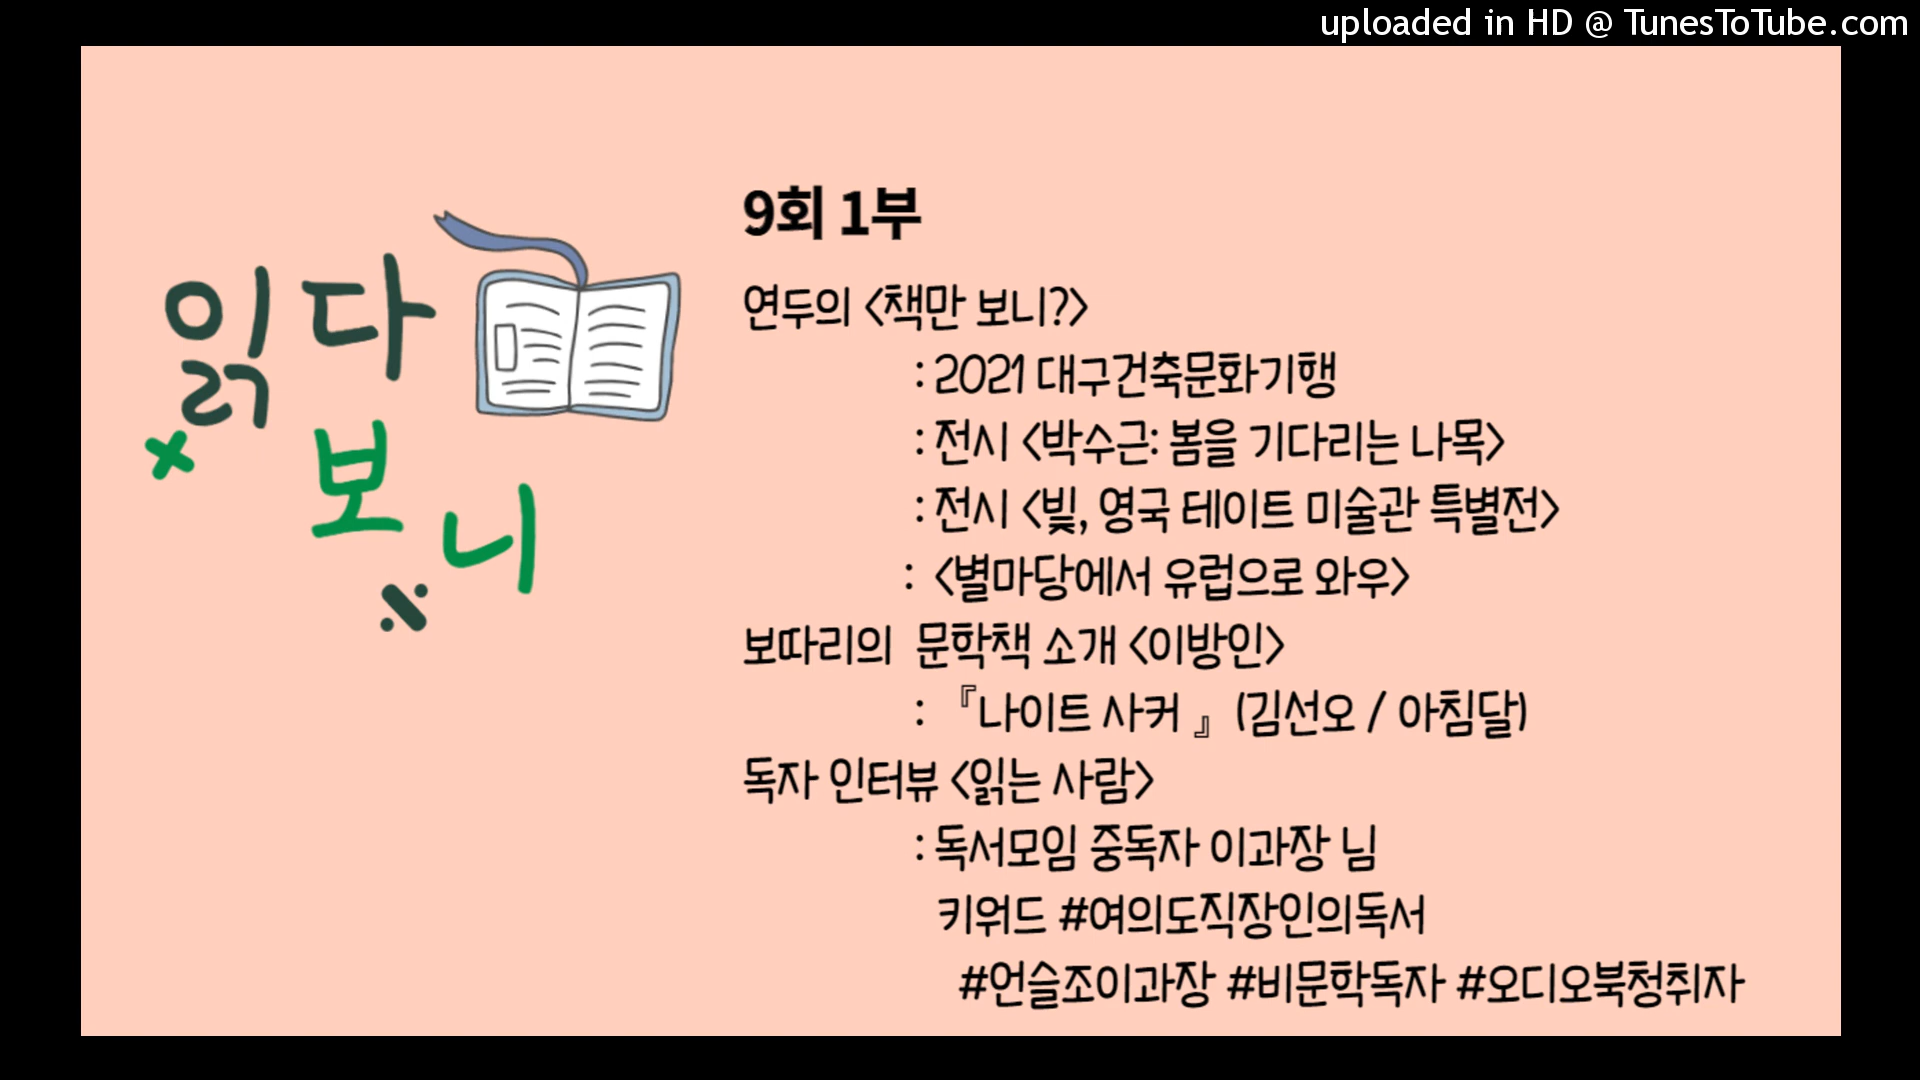 uploaded in HD @ TunesToTube.com
읽다
보니
9회 1부
연두의 <책만 보니?>
: 2021 대구건축문화기행
: 전시 <박수근: 봄을 기다리는 나목>
: 전시 <빛, 영국 테이트 미술관 특별전>
: <별마당에서 유럽으로 와우>
보따리의 문학책 소개 <이방인>
: 『나이트 사커 』 (김선오 / 아침달)
독자 인터뷰 <읽는 사람>
: 독서모임 중독자 이과장 님
키워드 #여의도직장인의독서
#언슬조이과장 #비문학독자 #오디오북청취자